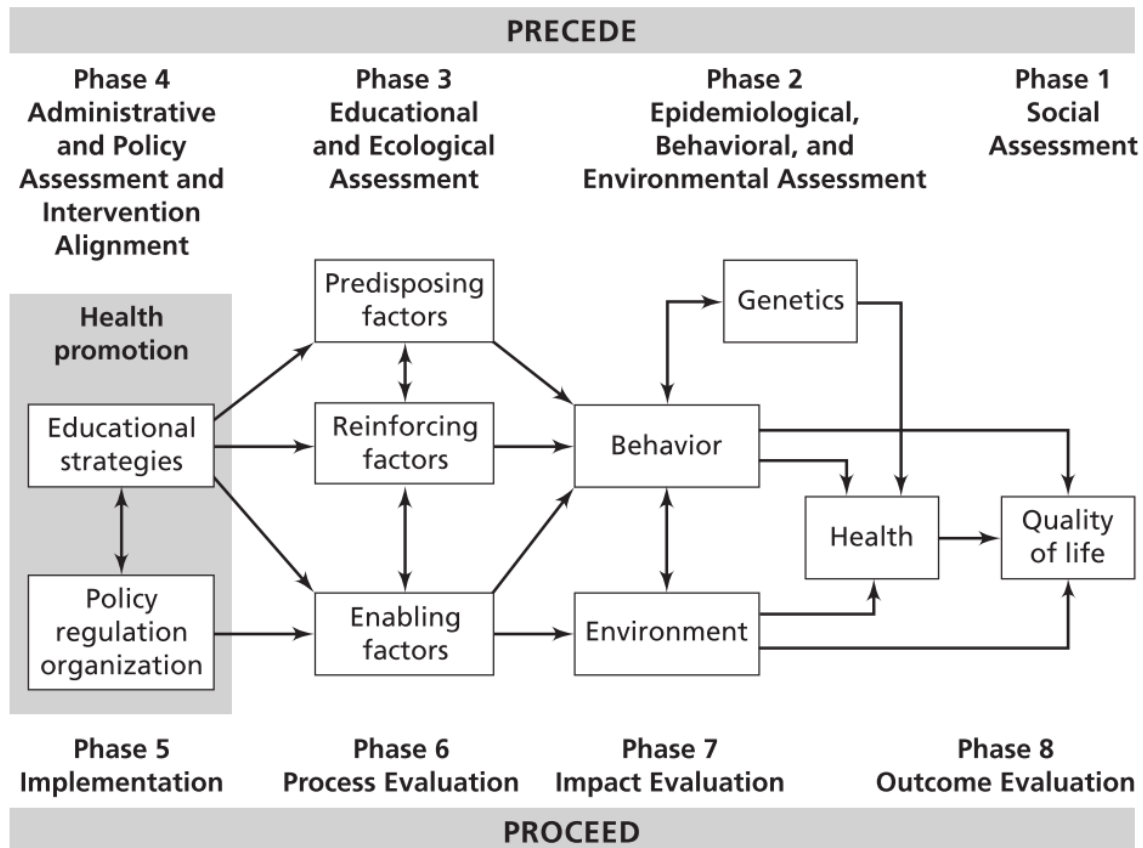 PRECEDE
Phase 4
Administrative
and Policy
Assessment and
Intervention
Alignment
Phase 3
Educational
and Ecological
Assessment
Phase 2
Epidemiological,
Behavioral, and
Environmental Assessment
Phase 1
Social
Assessment
Health
promotion
Educational
strategies
Policy
regulation
organization
Predisposing
factors
Reinforcing
factors
Enabling
factors
Genetics
Behavior
Environment
Health
Quality
of life
Phase 5
Implementation
Phase 6
Process Evaluation
Phase 7
Impact Evaluation
Phase 8
Outcome Evaluation
PROCEED